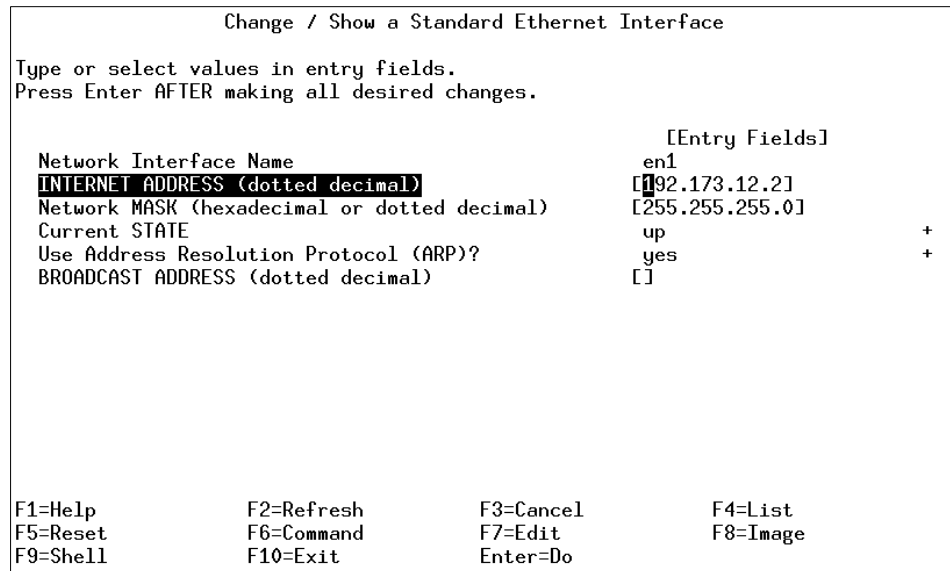 Change / Show a Standard Ethernet Interface
Type or select values in entry fields.
Press Enter AFTER making all desired changes.
[Entry Fields]
Network Interface Name en1
INTERNET ADDRESS (dotted decimal) [192.173.12.2]
Network MASK (hexadecimal or dotted decimal) [255.255.255.0]
Current STATE up +
Use Address Resolution Protocol (ARP)? yes +
BROADCAST ADDRESS (dotted decimal) []
F1=Help F2=Refresh F3=Cancel F4=List
F5=Reset F6=Command F7=Edit F8=Image
F9=Shell F10=Exit Enter=Do